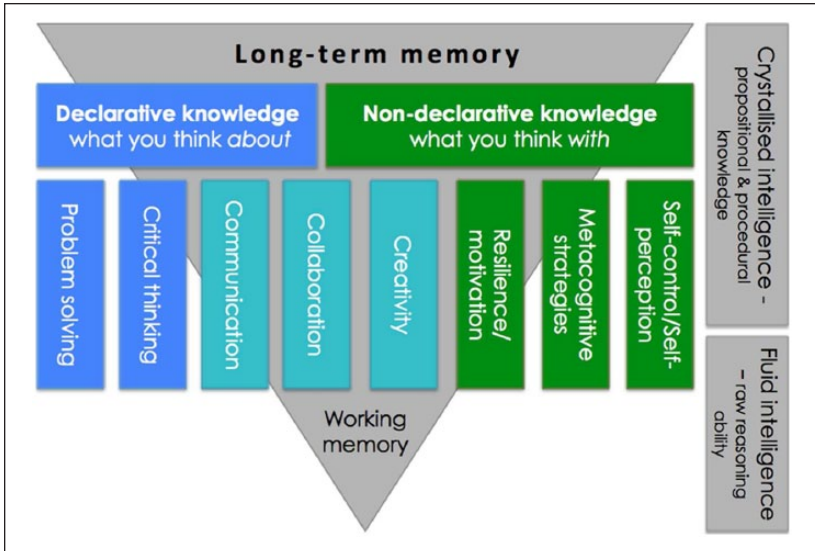 Long-term memory
Declarative knowledge
what you think about
Non-declarative knowledge
what you think with
Problem solving
Critical thinking
Communication
Collaboration
Creativity
Resilience/
motivation
Metacognitive
strategies
Self-control/Self-
perception
Working
memory
Crystallised intelligence -
propositional & procedural
knowledge
Fluid intelligence
– raw reasoning
ability